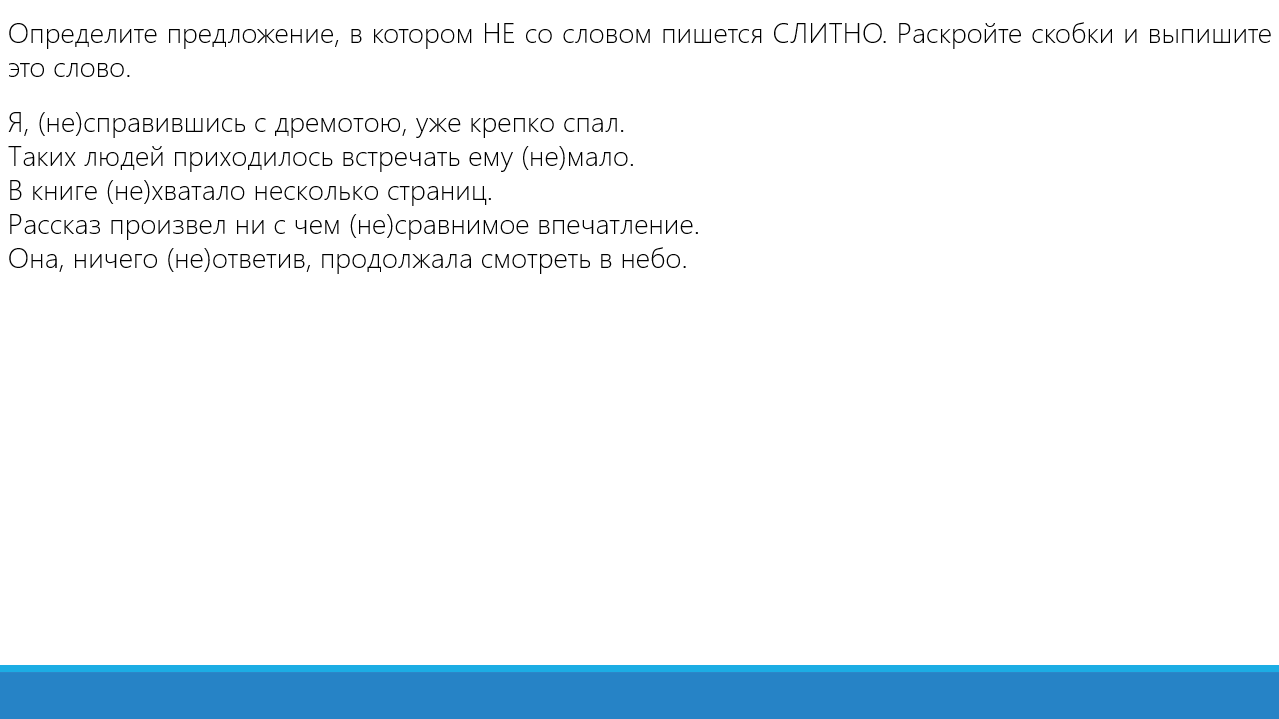 Определите предложение, в котором НЕ со словом пишется СЛИТНО. Раскройте скобки и выпишите
это слово.
Я, (не)справившись с дремотою, уже крепко спал.
Таких людей приходилось встречать ему (не)мало.
В книге (не)хватало несколько страниц.
Рассказ произвел ни с чем (не)сравнимое впечатление.
Она, ничего (не)ответив, продолжала смотреть в небо.